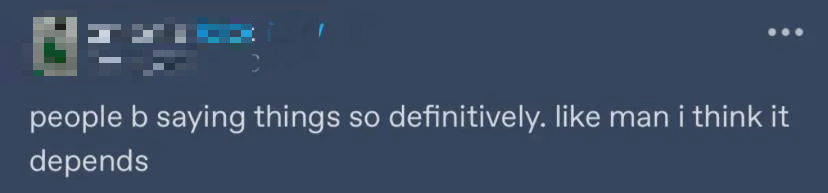 people b saying things so definitively. like man i think it
depends